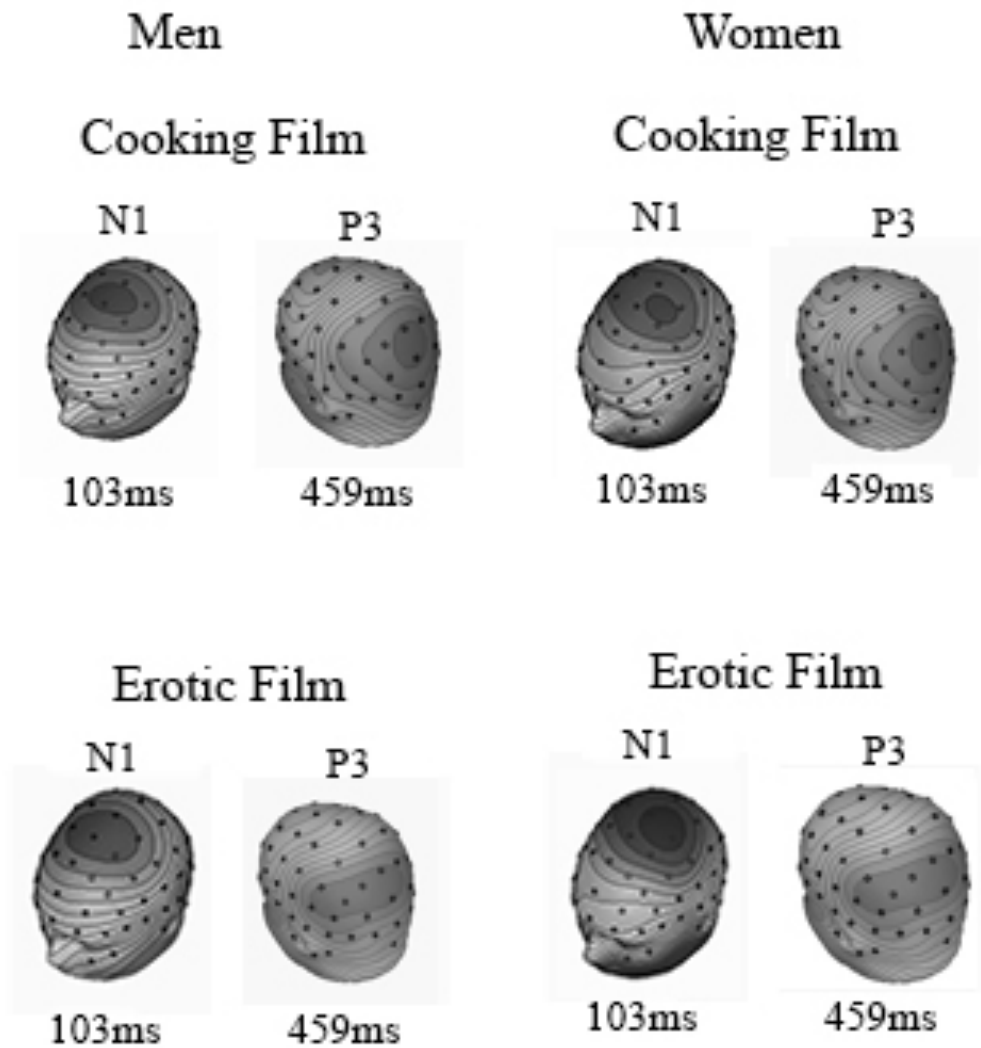 Men Women
Cooking Film Cooking Film
N1 P3 N1 P3
103ms 459ms 103ms 459ms
Erotic Film Erotic Film
N1 P3 N1 P3
103ms 459ms 103ms 459ms